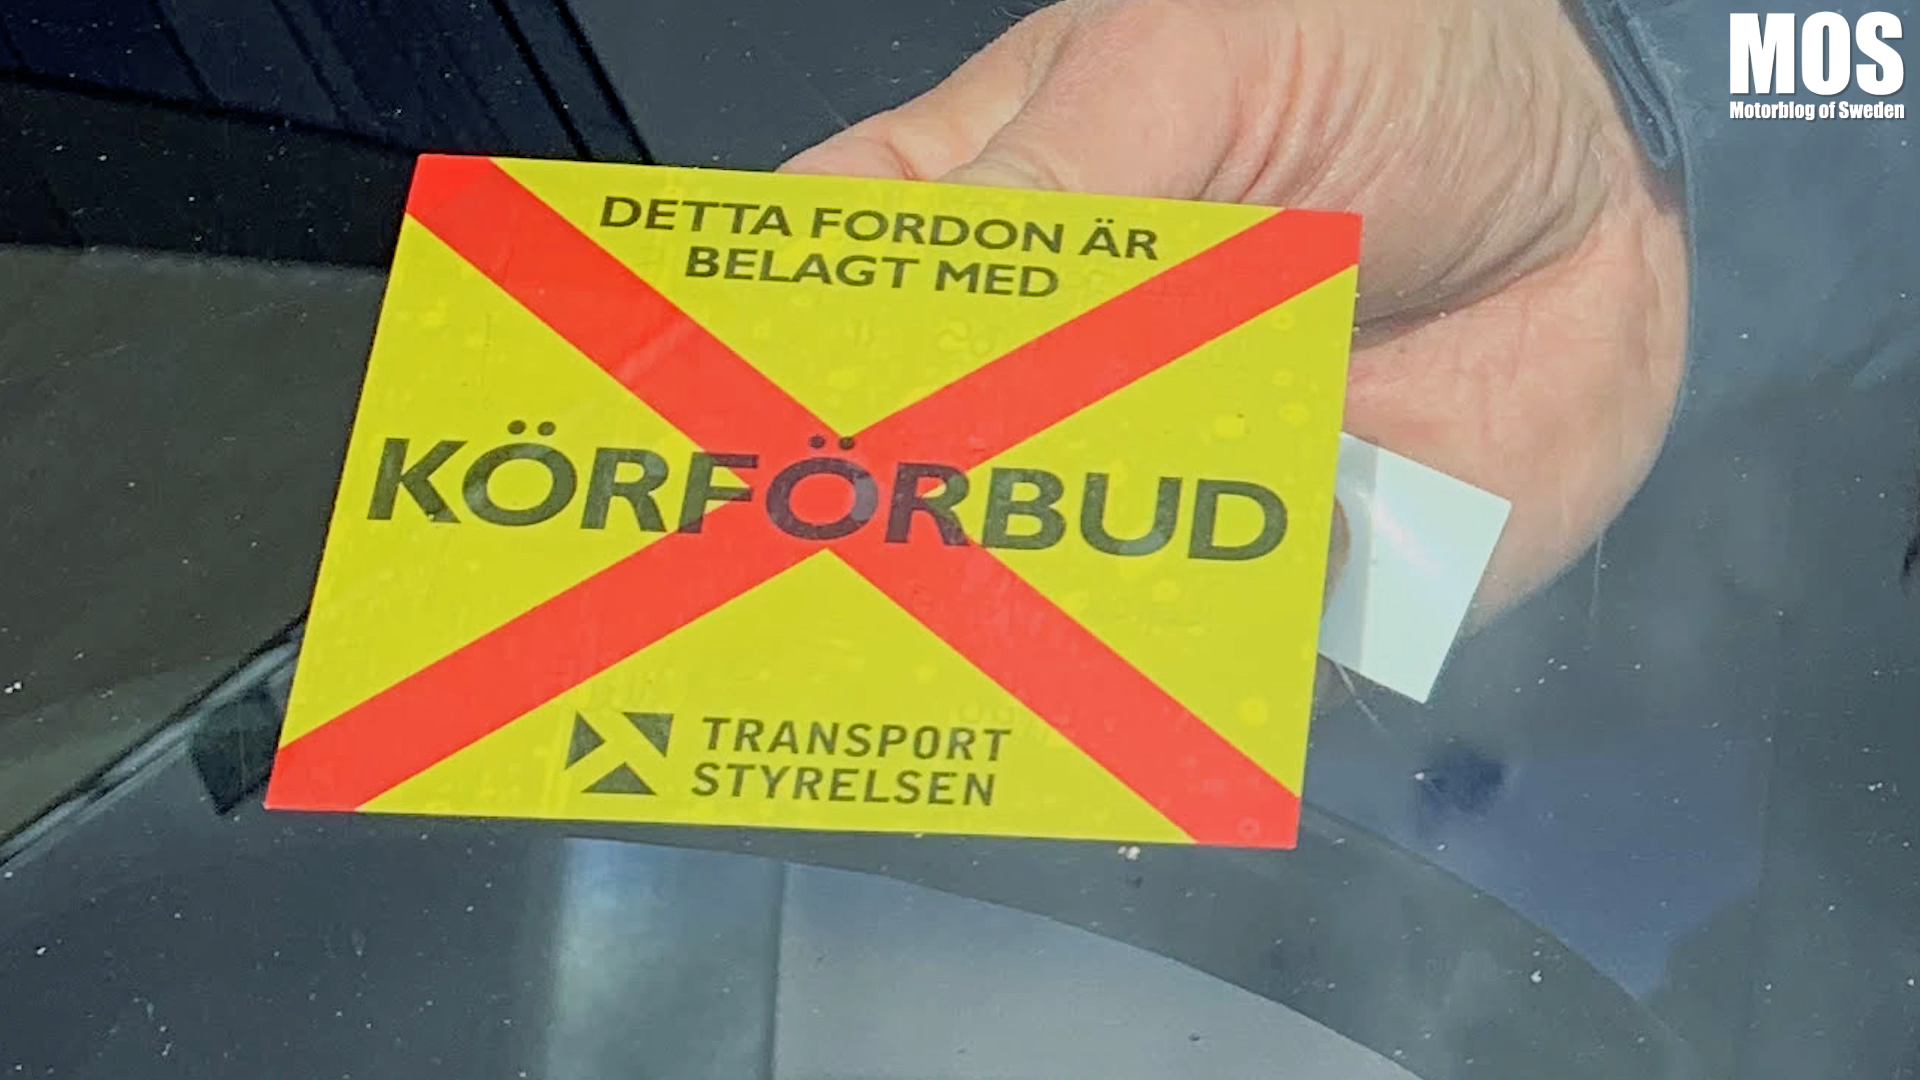 MOS
Motorblog of Sweden
DETTA FORDON ÄR
BELAGT MED
KÖRFÖRBUD
TRANSPORT
STYRELSEN